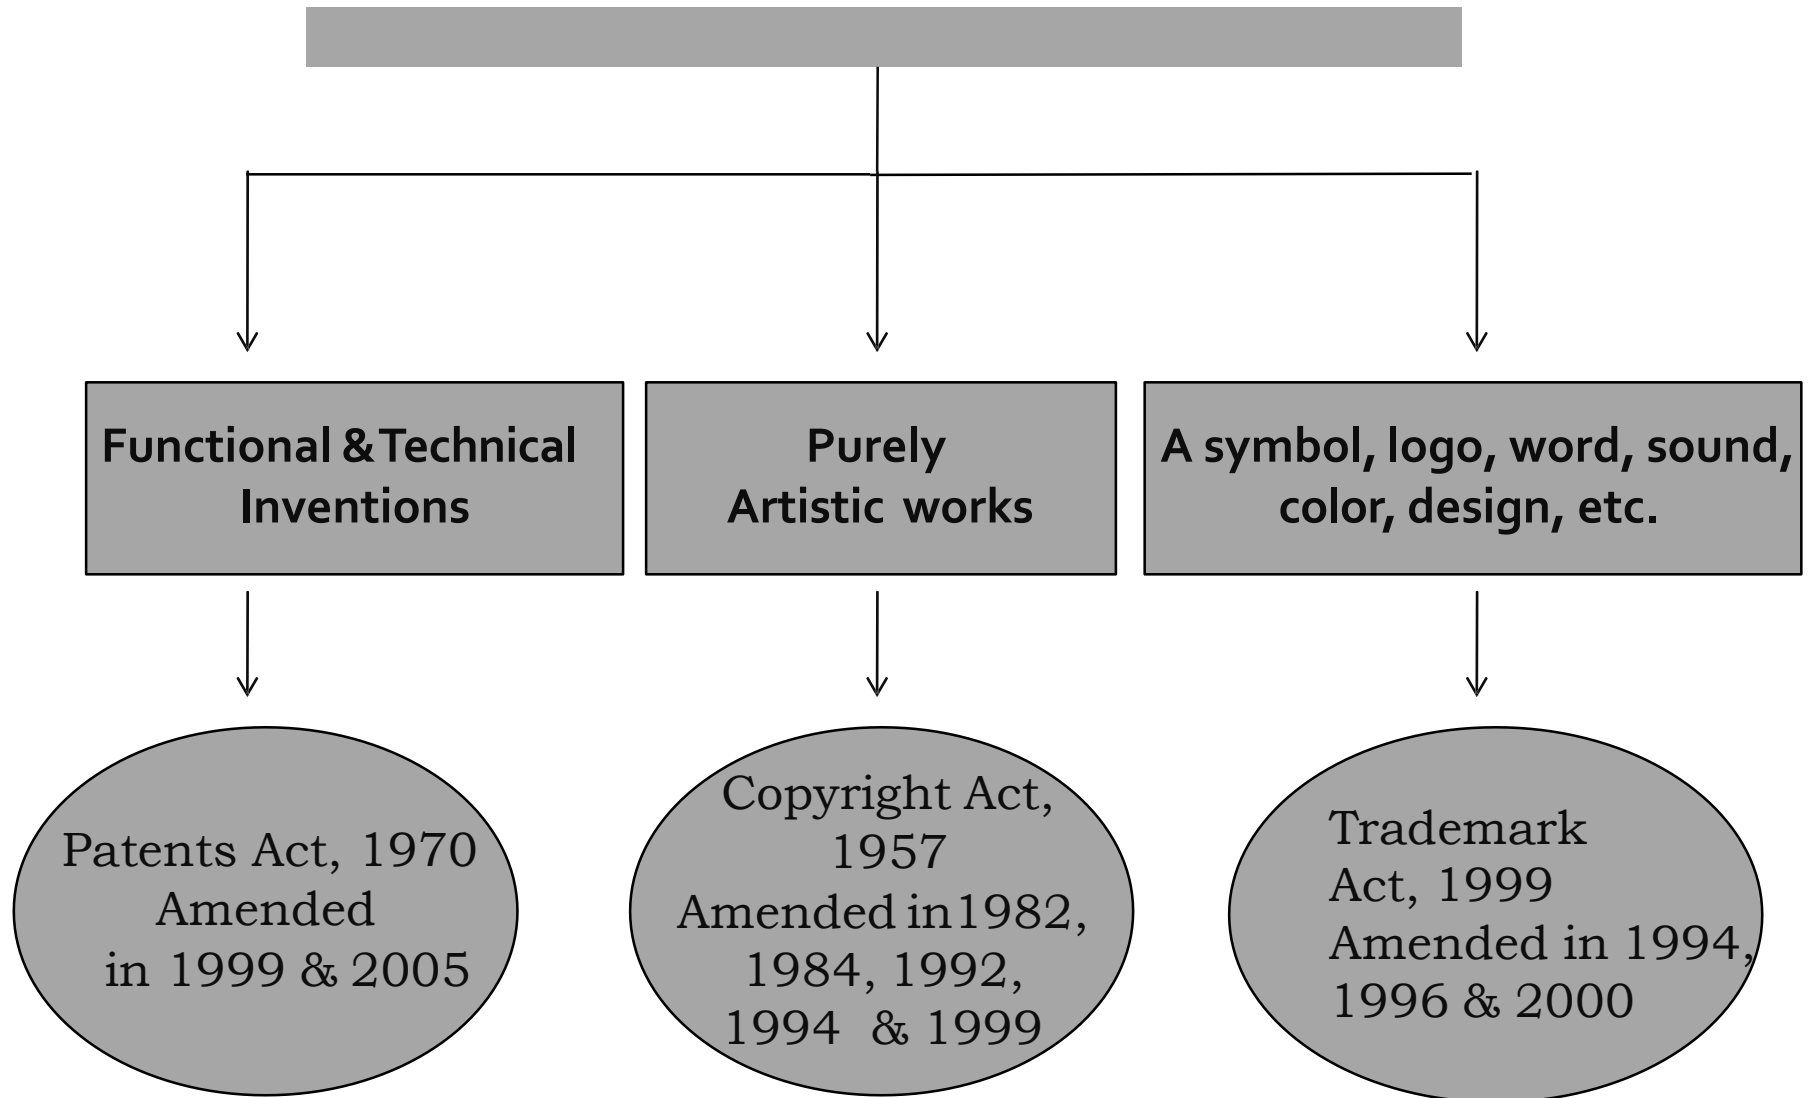 Functional & Technical
Inventions
Purely
Artistic works
A symbol, logo, word, sound,
color, design, etc.
Patents Act, 1970
Amended
in 1999 & 2005
Copyright Act,
1957
Amended in1982,
1984, 1992,
1994 & 1999
Trademark
Act, 1999
Amended in 1994,
1996 & 2000